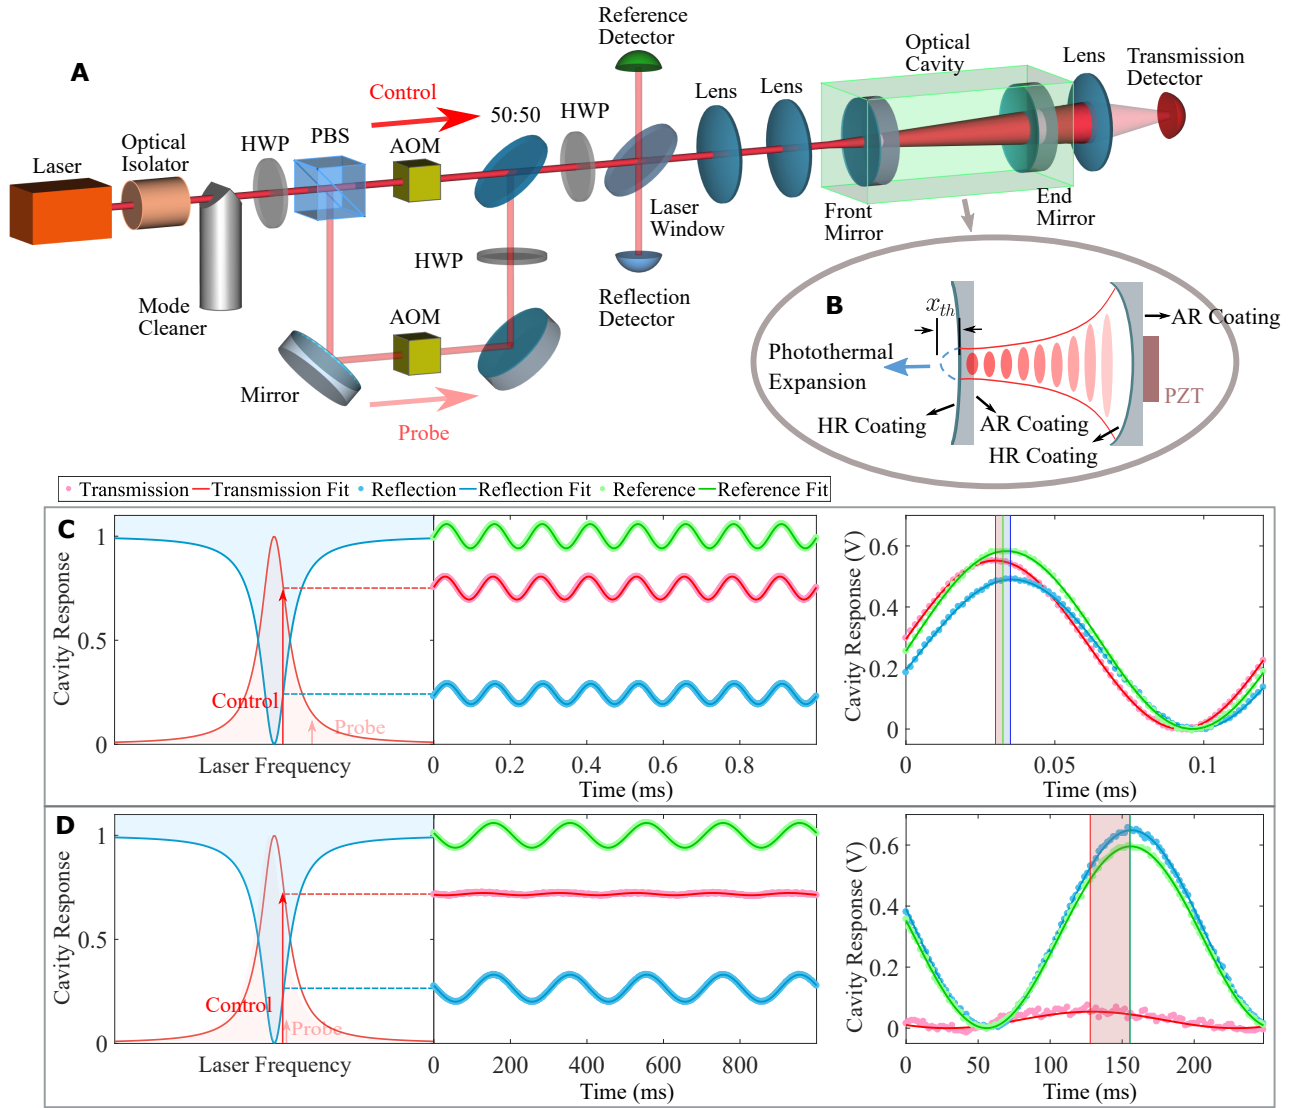 A
Laser
Optical
Isolator
Mode
Cleaner
HWP
PBS
Control
AOM
50:50
HWP
HWP
AOM
Mirror
Probe
Reference
Detector
Laser
Window
Reflection
Detector
Lens
Lens
Optical
Cavity
Front
Mirror
End
Mirror
Lens
Transmission
Detector
B
x_th
Photothermal
Expansion
HR Coating
AR Coating
HR Coating
AR Coating
PZT
Transmission Transmission Fit Reflection Reflection Fit Reference Reference Fit
C
Cavity Response
1
0.5
0
Control
Probe
Laser Frequency
0 0.2 0.4 0.6 0.8
Time (ms)
Cavity Response (V)
0.6
0.4
0.2
0
0 0.05 0.1
Time (ms)
D
Cavity Response
1
0.5
0
Control
Probe
Laser Frequency
0 200 400 600 800
Time (ms)
Cavity Response (V)
0.6
0.4
0.2
0
0 50 100 150 200
Time (ms)